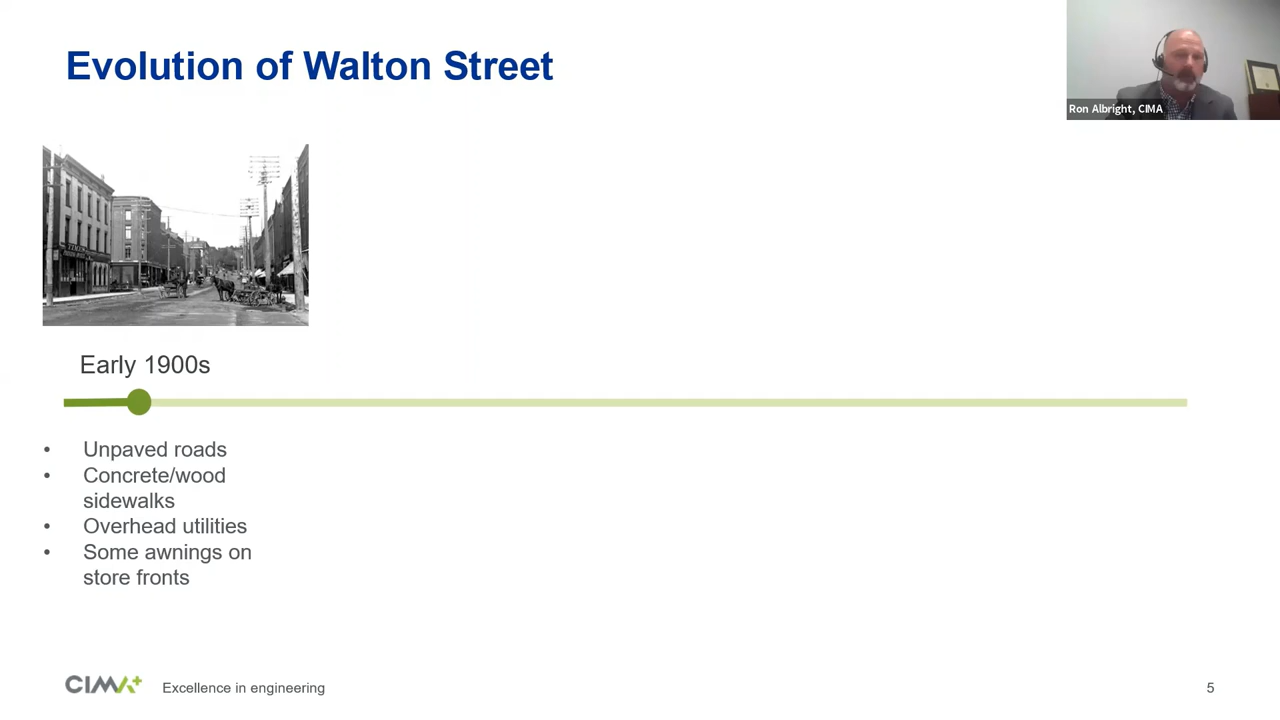 Evolution of Walton Street
Ron Albright, CIMA
Early 1900s
• Unpaved roads
• Concrete/wood
sidewalks
• Overhead utilities
• Some awnings on
store fronts
CIMA+
Excellence in engineering
5